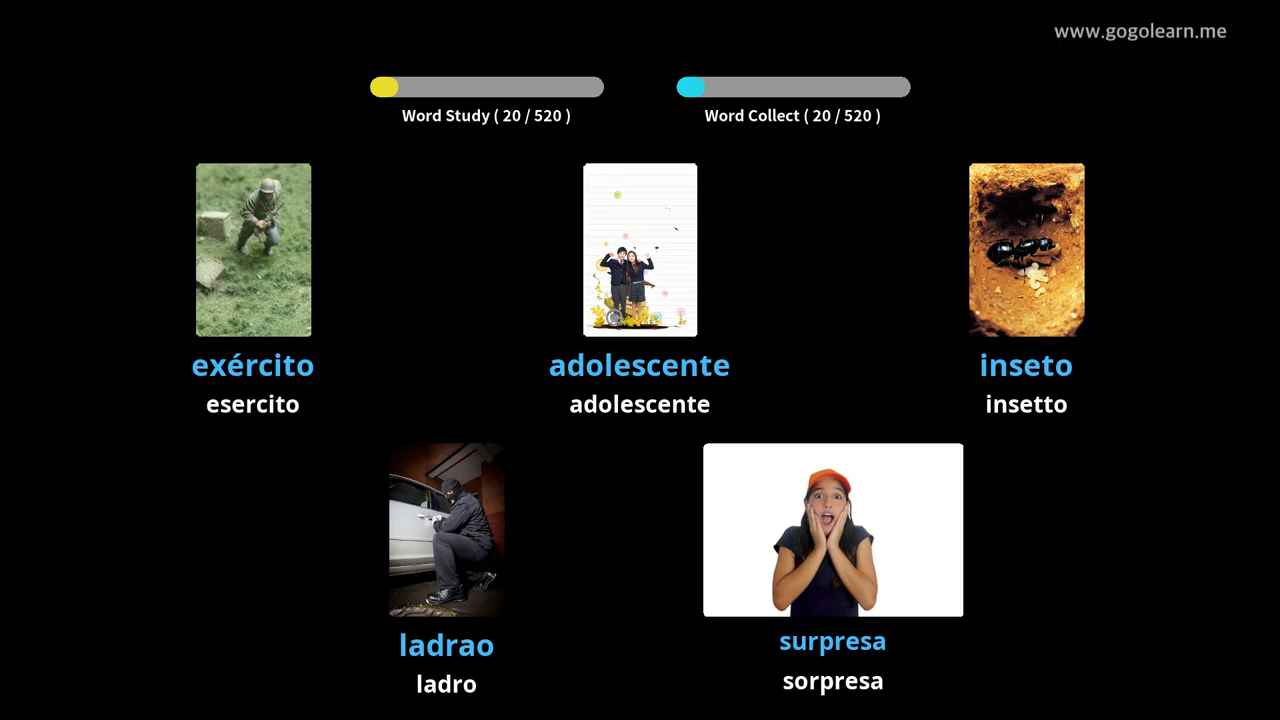 www.gogolearn.me
Word Study ( 20 / 520 )
Word Collect ( 20 / 520 )
exército
esercito
adolescente
adolescente
inseto
insetto
ladrao
ladro
surpresa
sorpresa